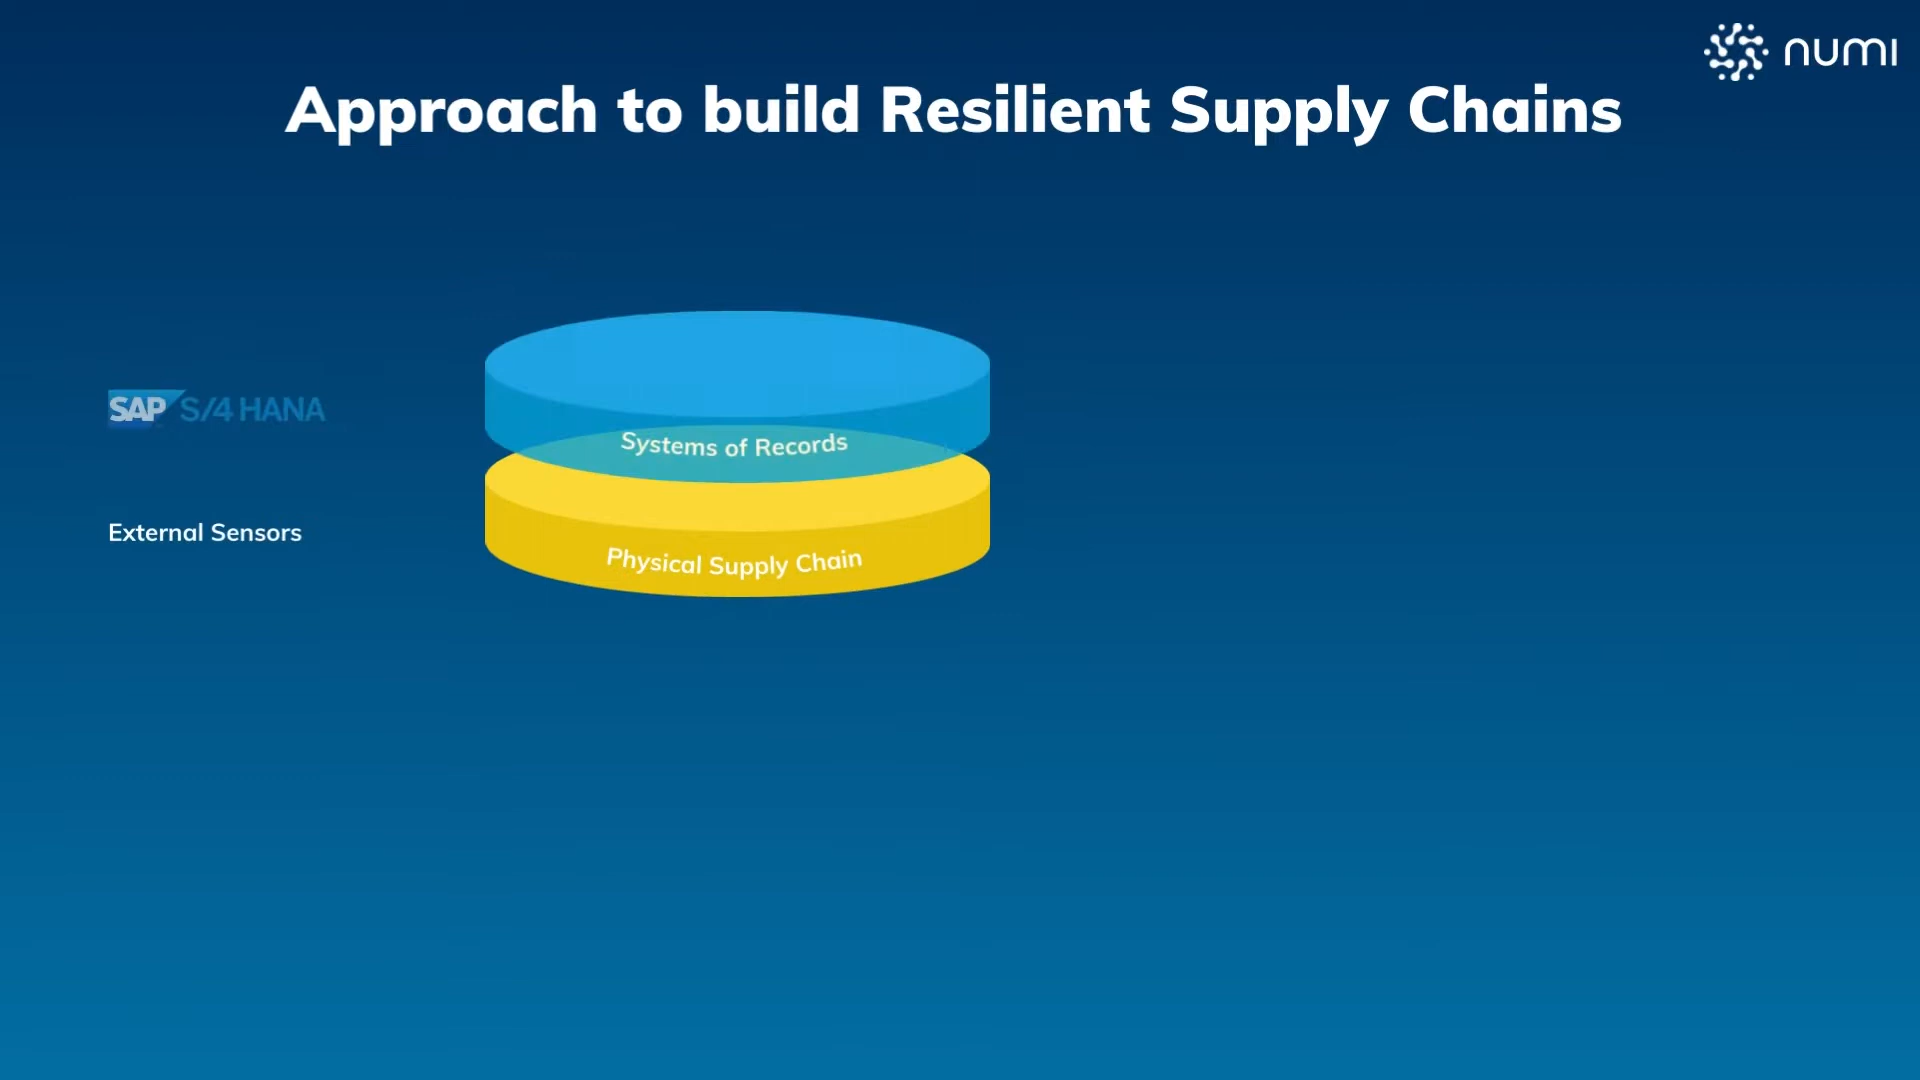 numi
Approach to build Resilient Supply Chains
SAP S/4 HANA
Systems of Records
External Sensors
Physical Supply Chain